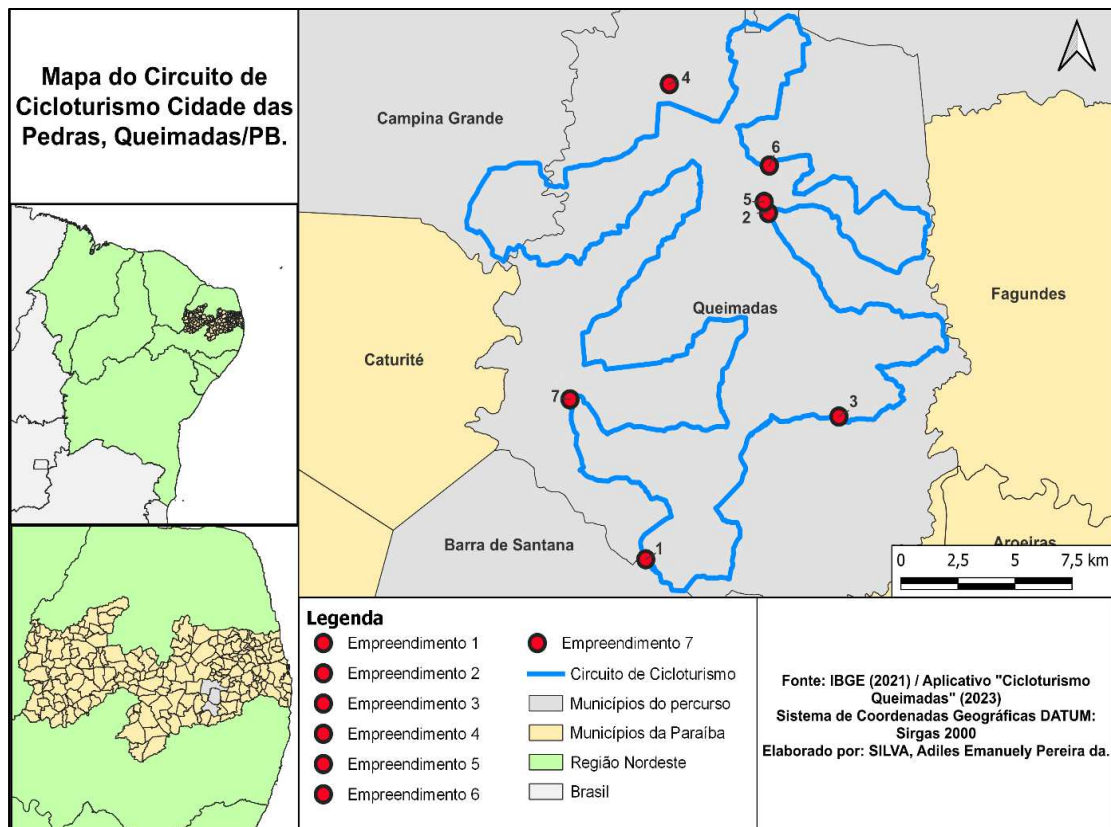 Mapa do Circuito de
Cicloturismo Cidade das
Pedras, Queimadas/PB.
Campina Grande
4
6
5
2
Queimadas
Fagundes
Caturité
7
3
Barra de Santana
1
Aroeiras
0 2,5 5 7,5 km
Legenda
Empreendimento 1
Empreendimento 2
Empreendimento 3
Empreendimento 4
Empreendimento 5
Empreendimento 6
Empreendimento 7
Circuito de Cicloturismo
Municípios do percurso
Municípios da Paraíba
Região Nordeste
Brasil
Fonte: IBGE (2021) / Aplicativo "Cicloturismo
Queimadas" (2023)
Sistema de Coordenadas Geográficas DATUM:
Sirgas 2000
Elaborado por: SILVA, Adiles Emanuely Pereira da.